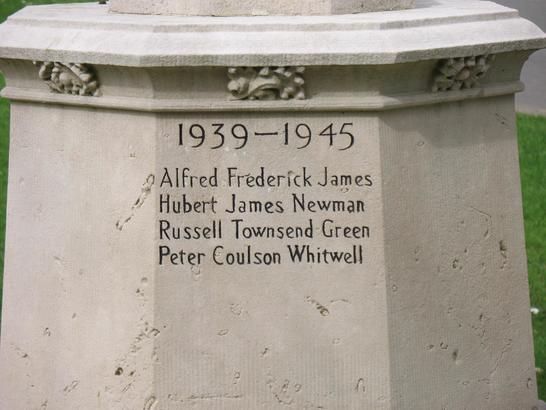 1939—1945
Alfred Frederick James
Hubert James Newman
Russell Townsend Green
Peter Coulson Whitwell